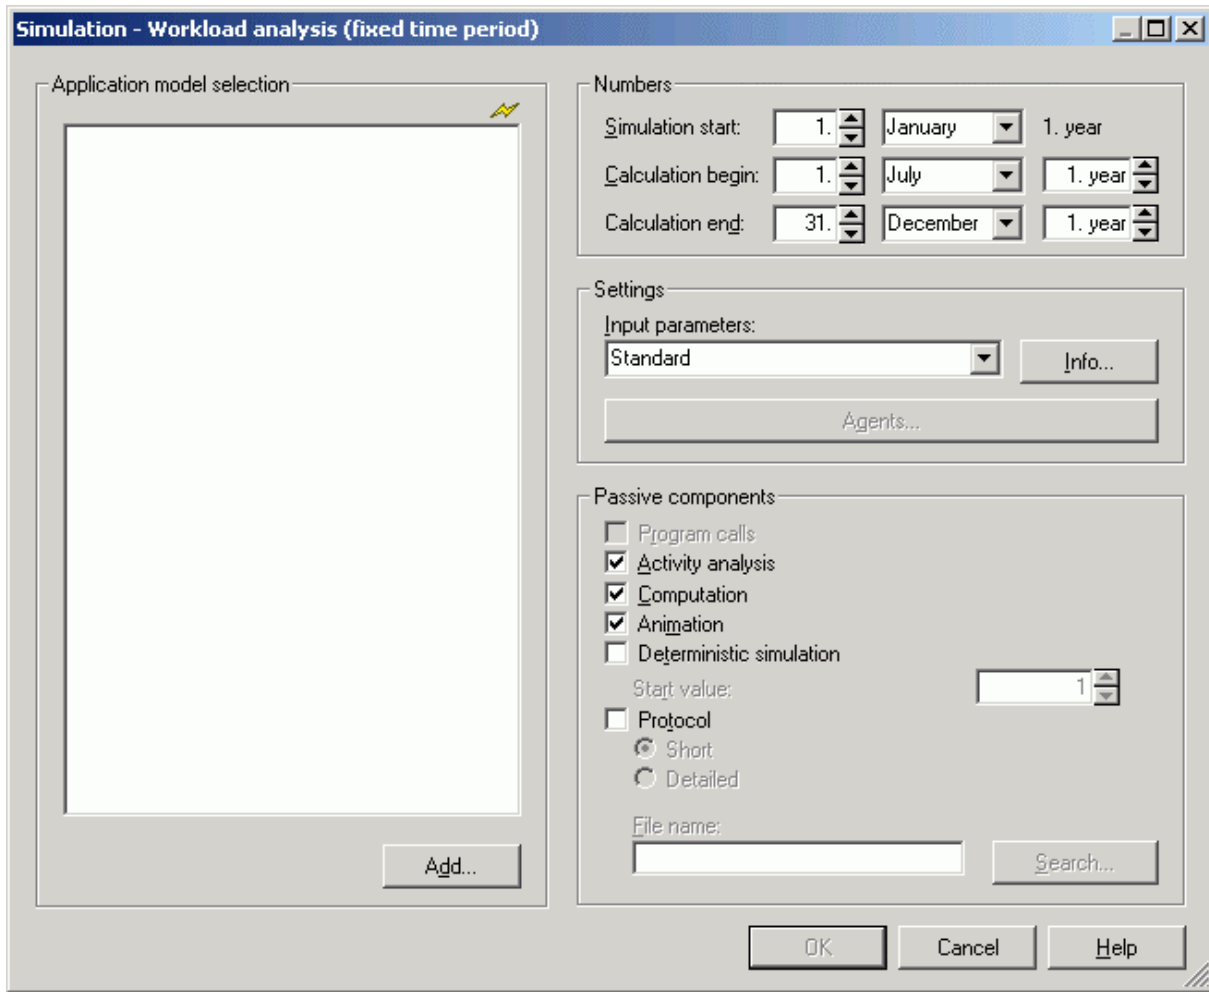 Simulation - Workload analysis (fixed time period)
Application model selection
Add...
Numbers
Simulation start: 1. January 1. year
Calculation begin: 1. July 1. year
Calculation end: 31. December 1. year
Settings
Input parameters:
Standard Info...
Agents...
Passive components
Program calls
Activity analysis
Computation
Animation
Deterministic simulation
Start value: 1
Protocol
Short
Detailed
File name:
Search...
OK Cancel Help